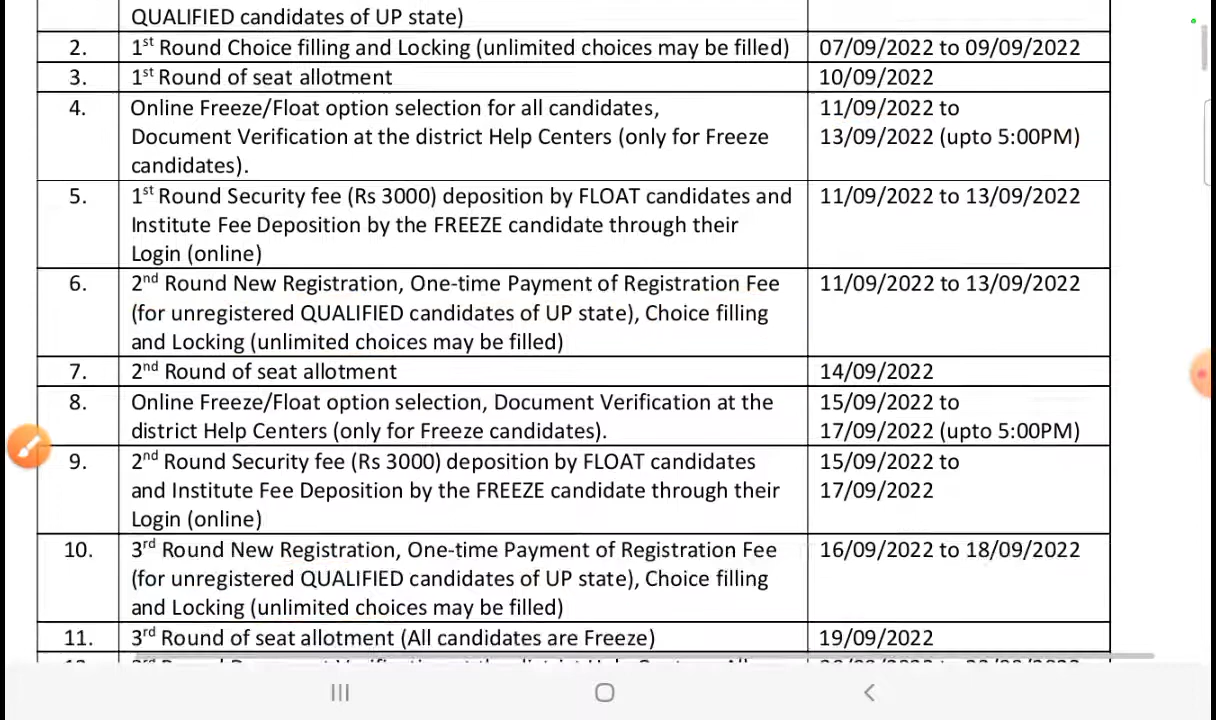 QUALIFIED candidates of UP state)
2. 1st Round Choice filling and Locking (unlimited choices may be filled) 07/09/2022 to 09/09/2022
3. 1st Round of seat allotment 10/09/2022
4. Online Freeze/Float option selection for all candidates, 11/09/2022 to
Document Verification at the district Help Centers (only for Freeze 13/09/2022 (upto 5:00PM)
candidates).
5. 1st Round Security fee (Rs 3000) deposition by FLOAT candidates and 11/09/2022 to 13/09/2022
Institute Fee Deposition by the FREEZE candidate through their
Login (online)
6. 2nd Round New Registration, One-time Payment of Registration Fee 11/09/2022 to 13/09/2022
(for unregistered QUALIFIED candidates of UP state), Choice filling
and Locking (unlimited choices may be filled)
7. 2nd Round of seat allotment 14/09/2022
8. Online Freeze/Float option selection, Document Verification at the 15/09/2022 to
district Help Centers (only for Freeze candidates). 17/09/2022 (upto 5:00PM)
9. 2nd Round Security fee (Rs 3000) deposition by FLOAT candidates 15/09/2022 to
and Institute Fee Deposition by the FREEZE candidate through their 17/09/2022
Login (online)
10. 3rd Round New Registration, One-time Payment of Registration Fee 16/09/2022 to 18/09/2022
(for unregistered QUALIFIED candidates of UP state), Choice filling
and Locking (unlimited choices may be filled)
11. 3rd Round of seat allotment (All candidates are Freeze) 19/09/2022